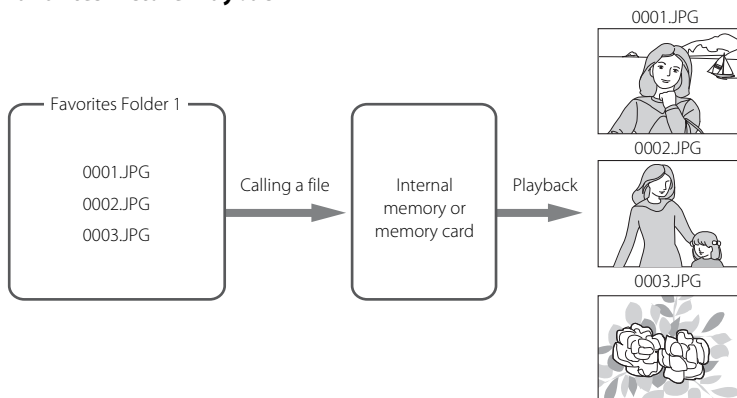 0001.JPG
Favorites Folder 1
0001.JPG
0002.JPG
0003.JPG
Calling a file
Internal
memory or
memory card
Playback
0002.JPG
0003.JPG